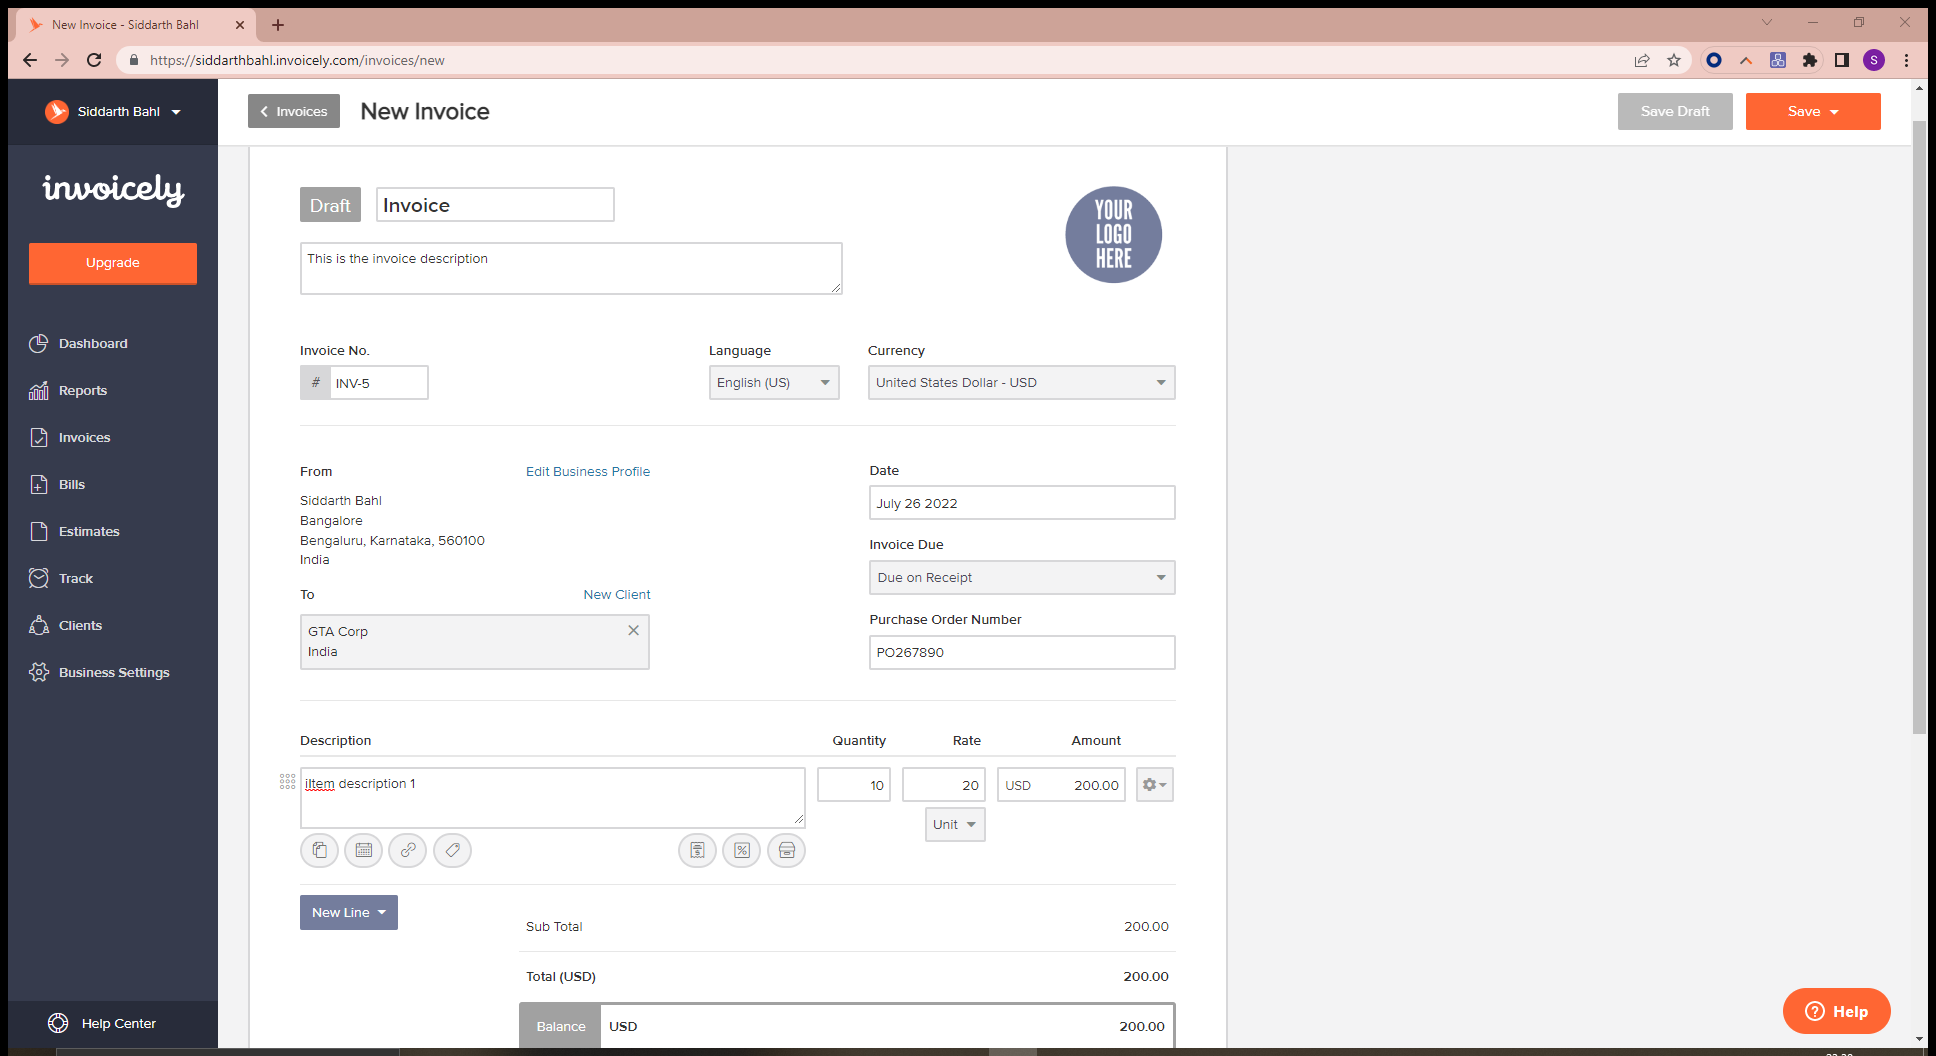 New Invoice - Siddarth Bahl
https://siddarthbahl.invoicely.com/invoices/new
S
Siddarth Bahl
Invoices
New Invoice
Save Draft
Save
invoicely
Upgrade
Dashboard
Reports
Invoices
Bills
Estimates
Track
Clients
Business Settings
Help Center
Draft
Invoice
YOUR
LOGO
HERE
This is the invoice description
Invoice No.
Language
Currency
# INV-5
English (US)
United States Dollar - USD
From
Edit Business Profile
Siddarth Bahl
Bangalore
Bengaluru, Karnataka, 560100
India
Date
July 26 2022
Invoice Due
Due on Receipt
To
New Client
GTA Corp
India
Purchase Order Number
PO267890
Description Quantity Rate Amount
iItem description 1
10
20
USD 200.00
Unit
New Line
Sub Total 200.00
Total (USD) 200.00
Balance USD 200.00
Help